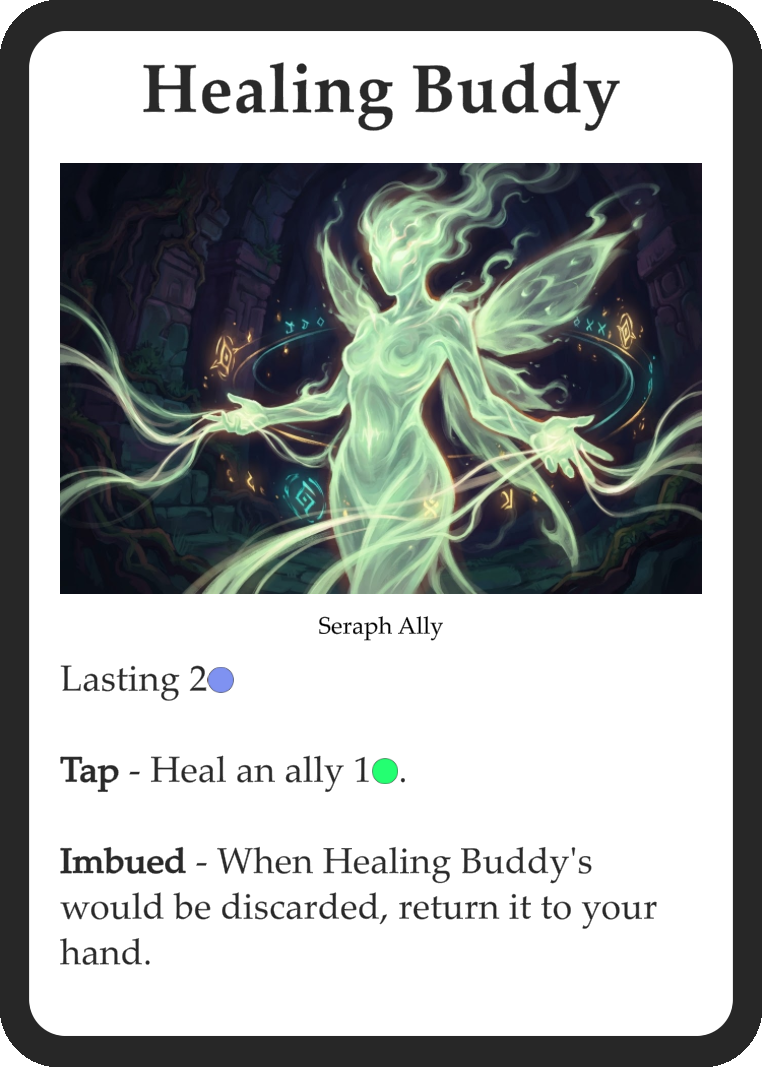 Healing Buddy
Seraph Ally
Lasting 2
Tap - Heal an ally 1.
Imbued - When Healing Buddy's
would be discarded, return it to your
hand.